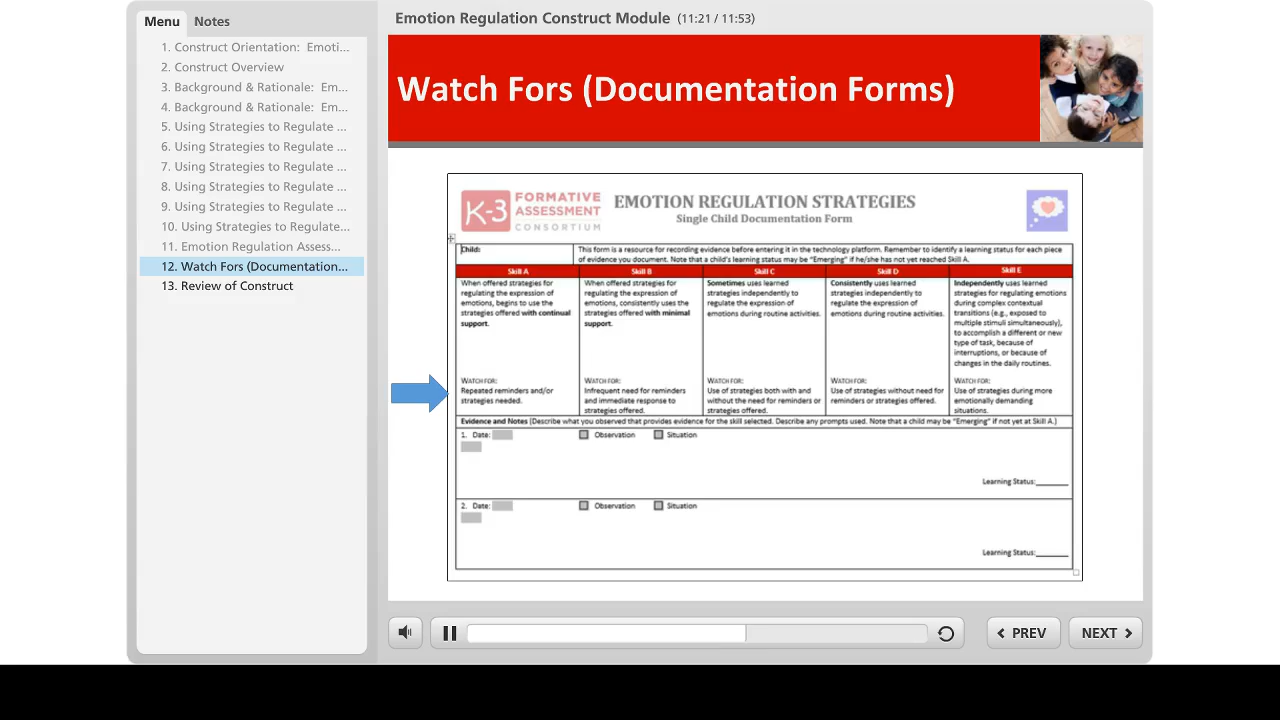 Menu
Notes
1. Construct Orientation: Emoti...
2. Construct Overview
3. Background & Rationale: Em...
4. Background & Rationale: Em...
5. Using Strategies to Regulate ...
6. Using Strategies to Regulate ...
7. Using Strategies to Regulate ...
8. Using Strategies to Regulate ...
9. Using Strategies to Regulate ...
10. Using Strategies to Regulate...
11. Emotion Regulation Assess...
12. Watch Fors (Documentation...
13. Review of Construct
Emotion Regulation Construct Module (11:21 / 11:53)
Watch Fors (Documentation Forms)
K-3
FORMATIVE
ASSESSMENT
CONSORTIUM
EMOTION REGULATION STRATEGIES
Single Child Documentation Form
Child:
This form is a resource for recording evidence before entering it in the technology platform. Remember to identify a learning status for each piece
of evidence you document. Note that a child's learning status may be "Emerging" if he/she has not yet reached Skill A.
Skill A
When offered strategies for
regulating the expression of
emotions, begins to use the
strategies offered with continual
support.
WATCH FOR:
Repeated reminders and/or
strategies needed.
Skill B
When offered strategies for
regulating the expression of
emotions, consistently uses the
strategies offered with minimal
support.
WATCH FOR:
Infrequent need for reminders
and immediate response to
strategies offered.
Skill C
Sometimes uses learned
strategies independently to
regulate the expression of
emotions during routine activities.
WATCH FOR:
Use of strategies both with and
without the need for reminders or
strategies offered.
Skill D
Consistently uses learned
strategies independently to
regulate the expression of
emotions during routine activities.
WATCH FOR:
Use of strategies without need for
reminders or strategies offered.
Skill E
Independently uses learned
strategies for regulating emotions
during complex contextual
transitions (e.g., exposed to
multiple stimuli simultaneously),
to accomplish a different or new
type of task, because of
interruptions, or because of
changes in the daily routines.
WATCH FOR:
Use of strategies during more
emotionally demanding
situations.
Evidence and Notes (Describe what you observed that provides evidence for the skill selected. Describe any prompts used. Note that a child may be "Emerging" if not yet at Skill A.)
1. Date:
Observation
Situation
Learning Status:______
2. Date:
Observation
Situation
Learning Status:______
PREV
NEXT